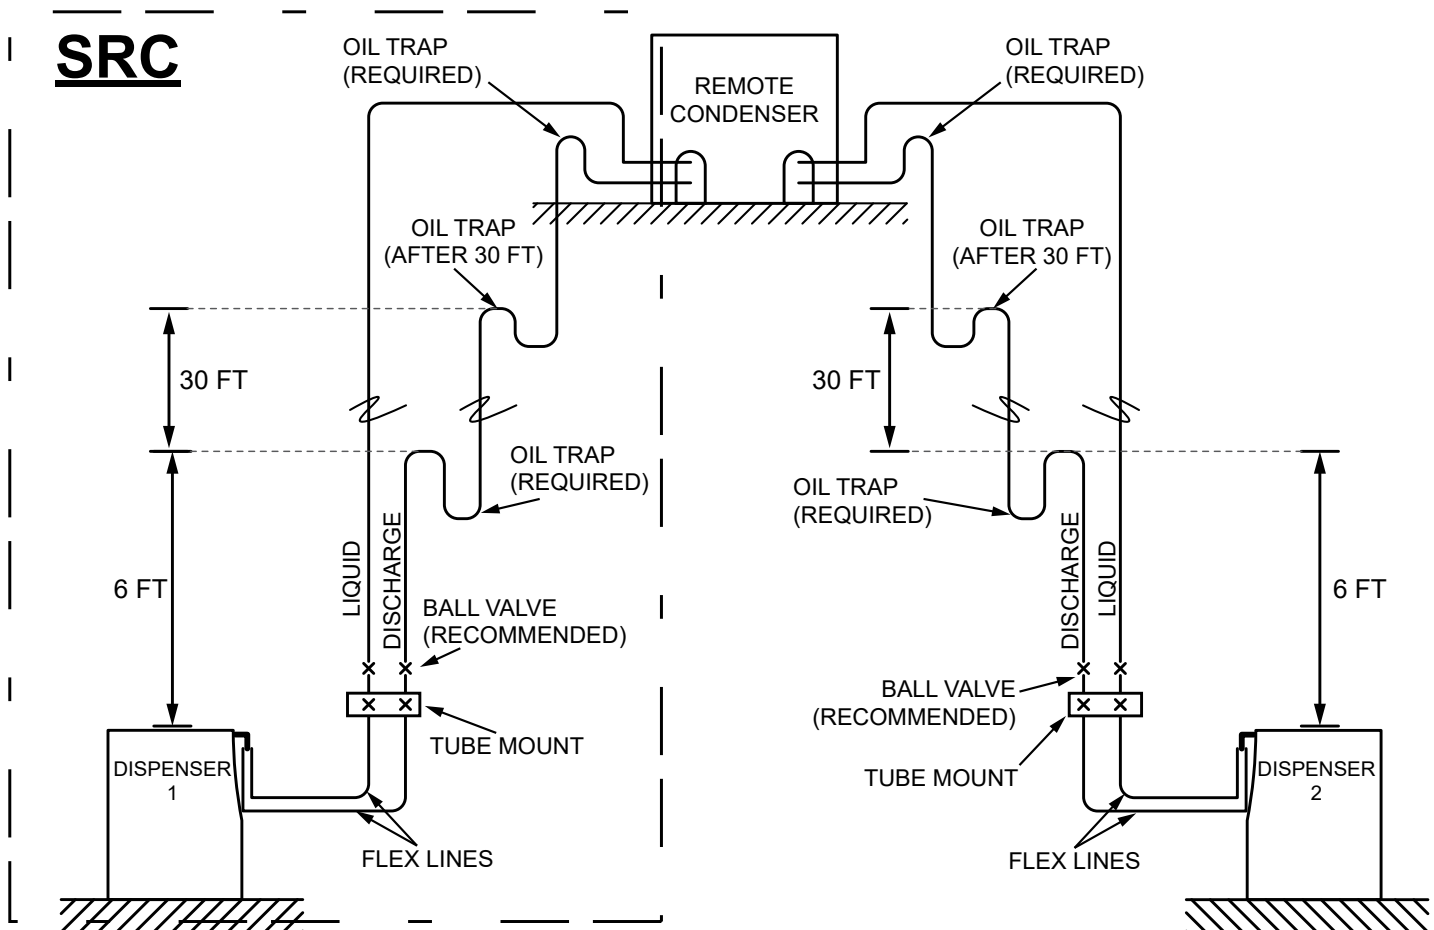 SRC
OIL TRAP
(REQUIRED)
REMOTE
CONDENSER
OIL TRAP
(REQUIRED)
OIL TRAP
(AFTER 30 FT)
OIL TRAP
(AFTER 30 FT)
30 FT
30 FT
OIL TRAP
(REQUIRED)
OIL TRAP
(REQUIRED)
6 FT
LIQUID
DISCHARGE
BALL VALVE
(RECOMMENDED)
TUBE MOUNT
DISCHARGE
LIQUID
6 FT
BALL VALVE
(RECOMMENDED)
TUBE MOUNT
DISPENSER
1
FLEX LINES
DISPENSER
2
FLEX LINES